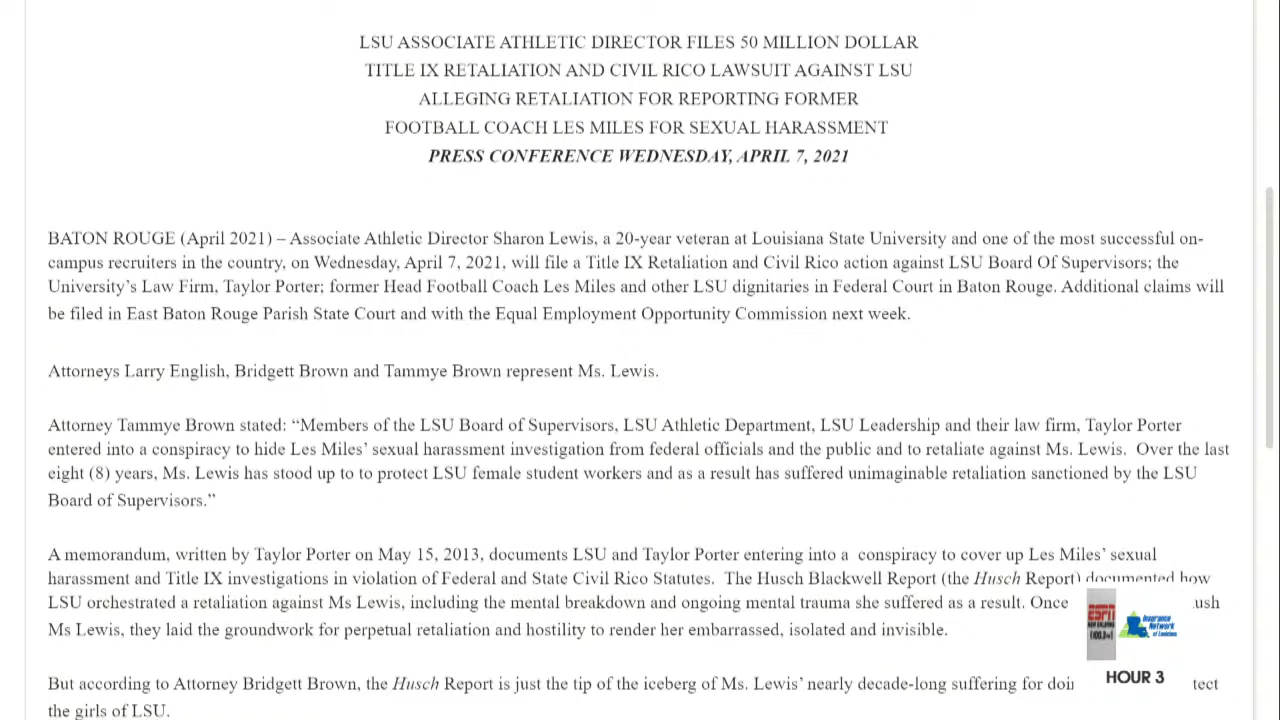 LSU ASSOCIATE ATHLETIC DIRECTOR FILES 50 MILLION DOLLAR
TITLE IX RETALIATION AND CIVIL RICO LAWSUIT AGAINST LSU
ALLEGING RETALIATION FOR REPORTING FORMER
FOOTBALL COACH LES MILES FOR SEXUAL HARASSMENT
PRESS CONFERENCE WEDNESDAY, APRIL 7, 2021
BATON ROUGE (April 2021) – Associate Athletic Director Sharon Lewis, a 20-year veteran at Louisiana State University and one of the most successful on-
campus recruiters in the country, on Wednesday, April 7, 2021, will file a Title IX Retaliation and Civil Rico action against LSU Board Of Supervisors; the
University’s Law Firm, Taylor Porter; former Head Football Coach Les Miles and other LSU dignitaries in Federal Court in Baton Rouge. Additional claims will
be filed in East Baton Rouge Parish State Court and with the Equal Employment Opportunity Commission next week.
Attorneys Larry English, Bridgett Brown and Tammye Brown represent Ms. Lewis.
Attorney Tammye Brown stated: “Members of the LSU Board of Supervisors, LSU Athletic Department, LSU Leadership and their law firm, Taylor Porter
entered into a conspiracy to hide Les Miles’ sexual harassment investigation from federal officials and the public and to retaliate against Ms. Lewis.  Over the last
eight (8) years, Ms. Lewis has stood up to to protect LSU female student workers and as a result has suffered unimaginable retaliation sanctioned by the LSU
Board of Supervisors.”
A memorandum, written by Taylor Porter on May 15, 2013, documents LSU and Taylor Porter entering into a  conspiracy to cover up Les Miles’ sexual
harassment and Title IX investigations in violation of Federal and State Civil Rico Statutes.  The Husch Blackwell Report (the Husch Report) documented how
LSU orchestrated a retaliation against Ms Lewis, including the mental breakdown and ongoing mental trauma she suffered as a result. Once ush
Ms Lewis, they laid the groundwork for perpetual retaliation and hostility to render her embarrassed, isolated and invisible.
ESPN
NEW ORLEANS
(100.3 FM)
Insurance
Network
of Louisiana
HOUR 3
But according to Attorney Bridgett Brown, the Husch Report is just the tip of the iceberg of Ms. Lewis’ nearly decade-long suffering for doi tect
the girls of LSU.